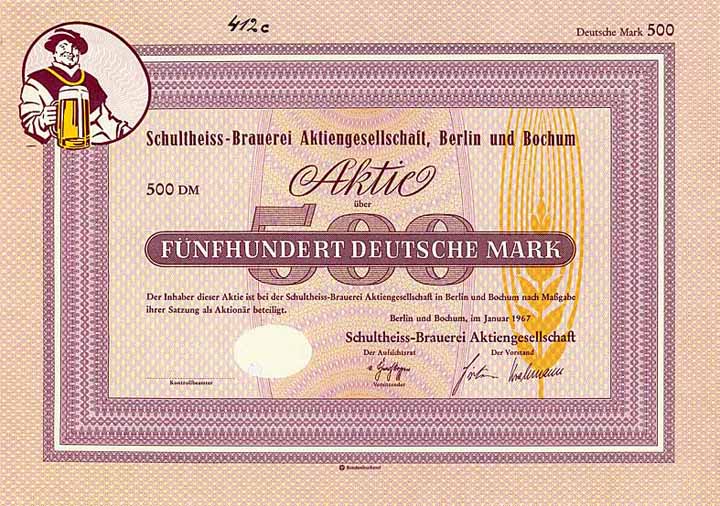 412c
Deutsche Mark 500
Schultheiss-Brauerei Aktiengesellschaft, Berlin und Bochum
Aktie
500 DM
über
500
FÜNFHUNDERT DEUTSCHE MARK
Der Inhaber dieser Aktie ist bei der Schultheiss-Brauerei Aktiengesellschaft in Berlin und Bochum nach Maßgabe
ihrer Satzung als Aktionär beteiligt.
Berlin und Bochum, im Januar 1967
Schultheiss-Brauerei Aktiengesellschaft
Der Aufsichtsrat Der Vorstand
Vorsitzender
Kontrollbeamter
Bundesdruckerei